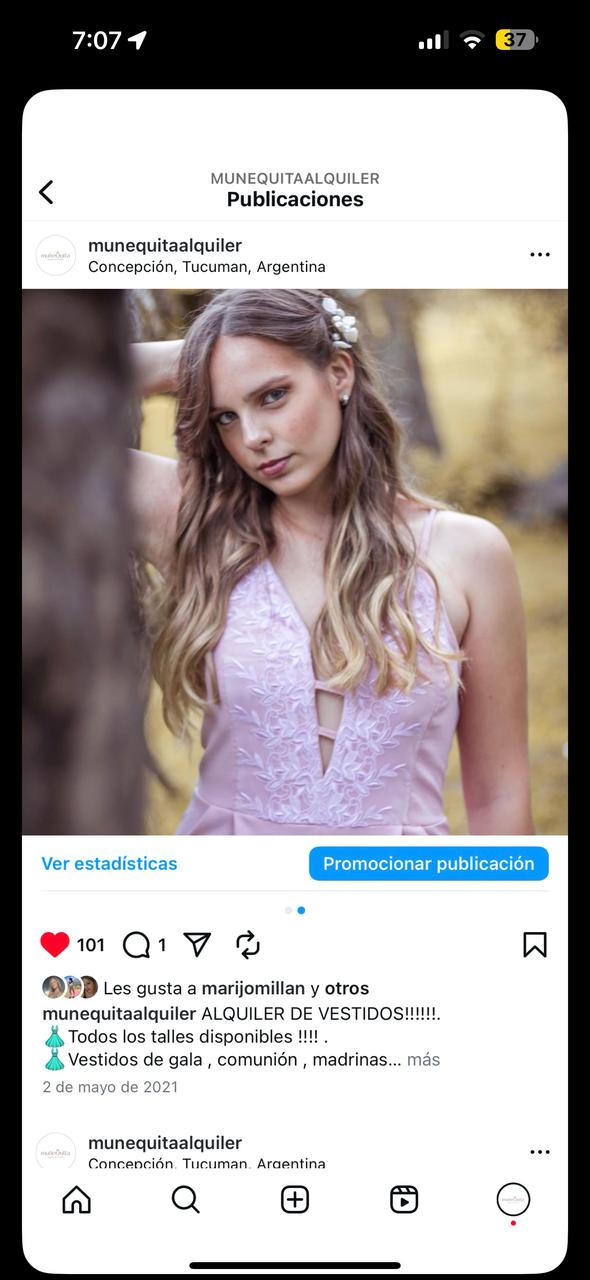 7:07
37
MUNEQUITAALQUILER
Publicaciones
munequitaalquiler
Concepción, Tucuman, Argentina
Ver estadísticas
Promocionar publicación
101
1
Les gusta a marijomillan y otros
munequitaalquiler ALQUILER DE VESTIDOS!!!!!!.
👗Todos los talles disponibles !!!! .
👗Vestidos de gala , comunión , madrinas... más
2 de mayo de 2021
munequitaalquiler
Concepción, Tucuman, Argentina